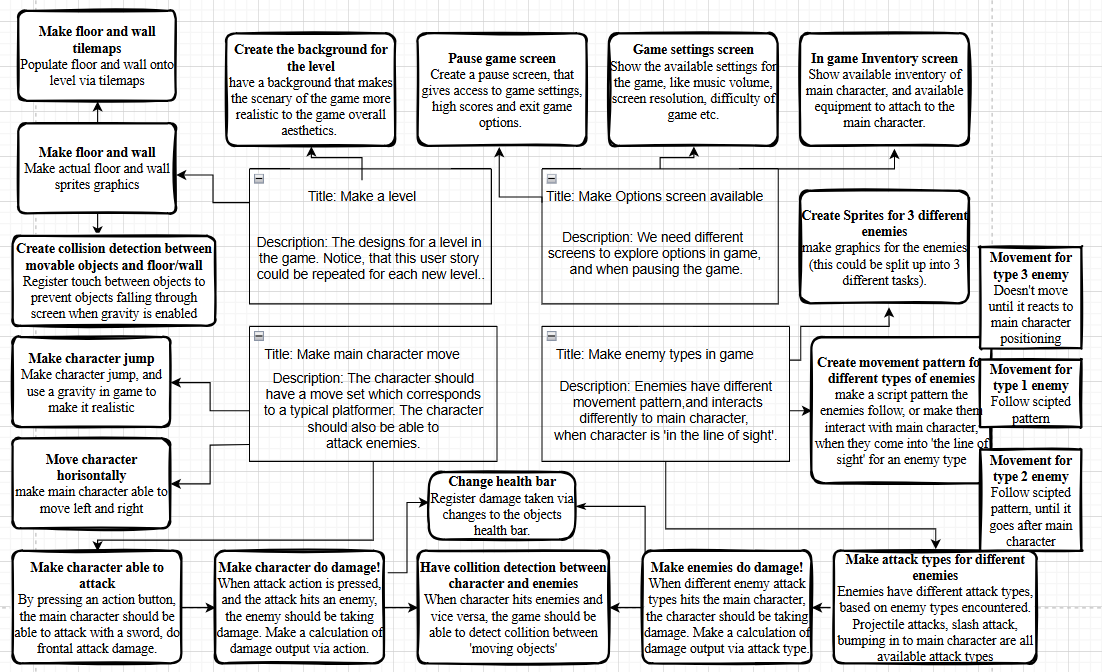 Make floor and wall
tilemaps
Populate floor and wall onto
level via tilemaps
Create the background for
the level
have a background that makes
the scenary of the game more
realistic to the game overall
aesthetics.
Pause game screen
Create a pause screen, that
gives access to game settings,
high scores and exit game
options.
Game settings screen
Show the available settings for
the game, like music volume,
screen resolution, difficulty of
game etc.
In game Inventory screen
Show available inventory of
main character, and available
equipment to attach to the
main character.
Make floor and wall
Make actual floor and wall
sprites graphics
Title: Make a level
Description: The designs for a level in
the game. Notice, that this user story
could be repeated for each new level..
Title: Make Options screen available
Description: We need different
screens to explore options in game,
and when pausing the game.
Create Sprites for 3 different
enemies
make graphics for the enemies
(this could be split up into 3
different tasks).
Create collision detection between
movable objects and floor/wall
Register touch between objects to
prevent objects falling through
screen when gravity is enabled
Movement for
type 3 enemy
Doesn't move
until it reacts to
main character
positioning
Make character jump
Make character jump, and
use a gravity in game to
make it realistic
Title: Make main character move
Description: The character should
have a move set which corresponds
to a typical platformer. The character
should also be able to
attack enemies.
Title: Make enemy types in game
Description: Enemies have different
movement pattern,and interacts
differently to main character,
when character is 'in the line of sight'.
Create movement pattern fo
different types of enemies
make a script pattern the
enemies follow, or make them
interact with main character,
when they come into 'the line of
sight' for an enemy type
Movement for
type 1 enemy
Follow scipted
pattern
Move character
horisontally
make main character able to
move left and right
Movement for
type 2 enemy
Follow scipted
pattern, until it
goes after main
character
Change health bar
Register damage taken via
changes to the objects
health bar.
Make character able to
attack
By pressing an action button,
the main character should be
able to attack with a sword, do
frontal attack damage.
Make character do damage!
When attack action is pressed,
and the attack hits an enemy,
the enemy should be taking
damage. Make a calculation of
damage output via action.
Have collition detection between
character and enemies
When character hits enemies and
vice versa, the game should be
able to detect collition between
'moving objects'
Make enemies do damage!
When different enemy attack
types hits the main character,
the character should be taking
damage. Make a calculation of
damage output via attack type.
Make attack types for different
enemies
Enemies have different attack types,
based on enemy types encountered.
Projectile attacks, slash attack,
bumping in to main character are all
available attack types